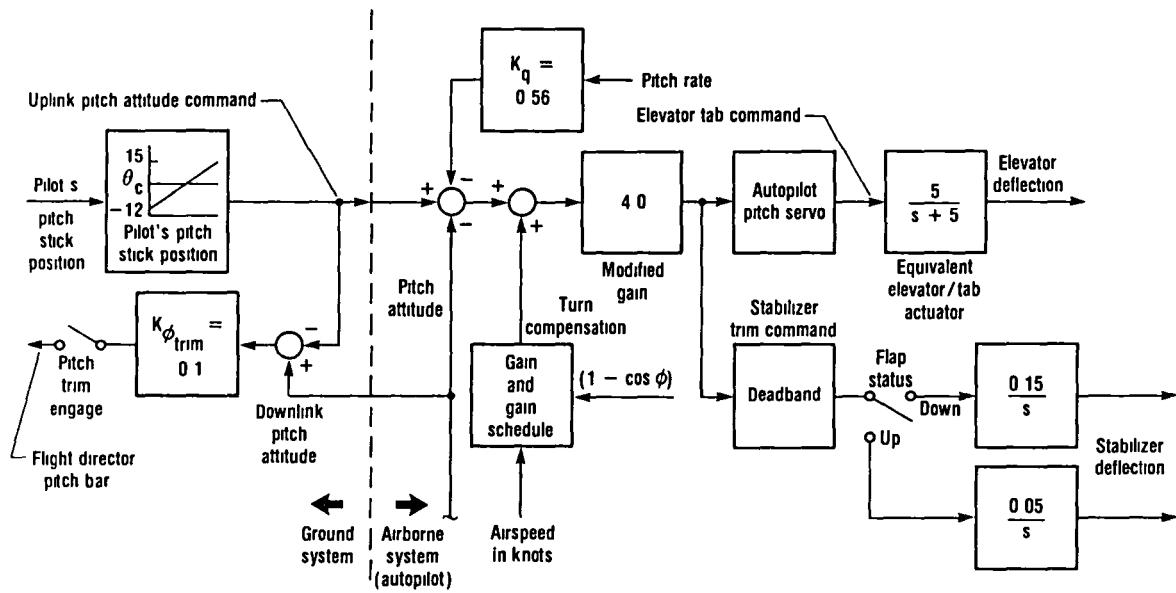 K_q =
0 56
Pitch rate
Uplink pitch attitude command
Elevator tab command
15
θ_c
−12
Pilot's pitch
stick position
Pilot s
pitch
stick
position
+
−
−
+
+
4 0
Modified
gain
Autopilot
pitch servo
5
s + 5
Equivalent
elevator/tab
actuator
Elevator
deflection
Pitch
attitude
Turn
compensation
Stabilizer
trim command
K_ϕtrim =
0 1
−
+
Pitch
trim
engage
Downlink
pitch
attitude
Flight director
pitch bar
Gain
and
gain
schedule
(1 − cos ϕ)
Deadband
Flap
status
Down
Up
0 15
s
Stabilizer
deflection
0 05
s
Ground
system
Airborne
system
(autopilot)
Airspeed
in knots